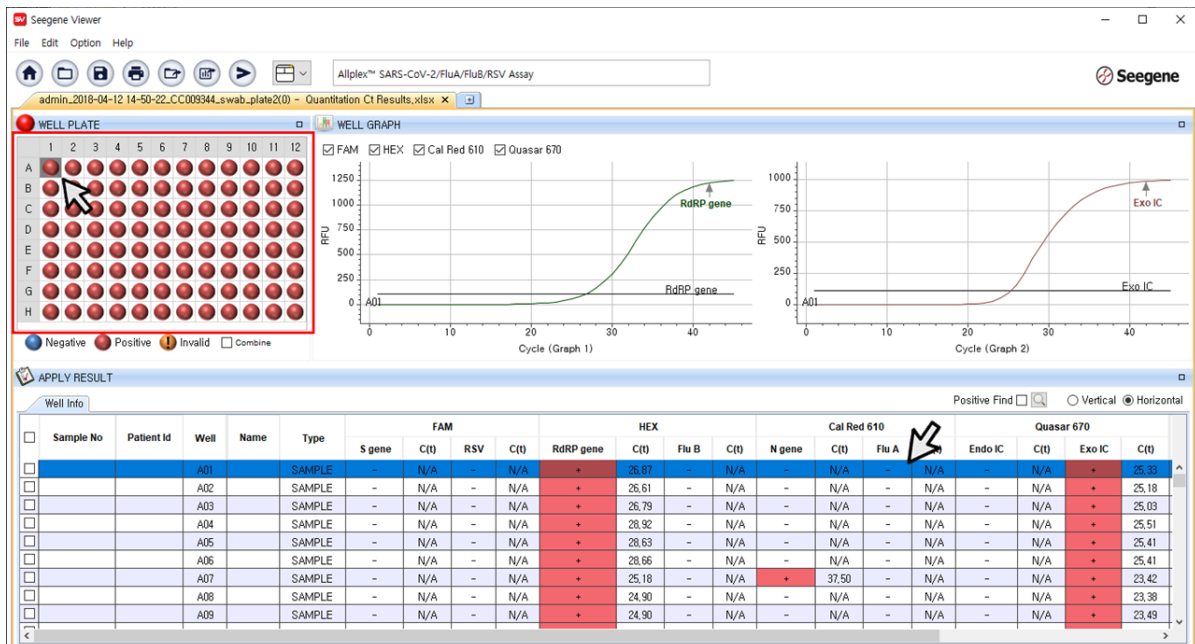 SV Seegene Viewer
File Edit Option Help
Allplex™ SARS-CoV-2/FluA/FluB/RSV Assay
Seegene
admin_2018-04-12 14-50-22_CC009344_swab_plate2(0) - Quantitation Ct Results.xlsx
WELL PLATE
1 2 3 4 5 6 7 8 9 10 11 12
A
B
C
D
E
F
G
H
Negative Positive Invalid Combine
WELL GRAPH
FAM HEX Cal Red 610 Quasar 670
1250
1000
750
500
250
0
RFU
RdRP gene
RdRP gene
A01
0 10 20 30 40
Cycle (Graph 1)
1000
750
500
250
0
RFU
Exo IC
Exo IC
A01
0 10 20 30 40
Cycle (Graph 2)
APPLY RESULT
Well Info
Positive Find Vertical Horizontal
FAM HEX Cal Red 610 Quasar 670
Sample No Patient Id Well Name Type S gene C(t) RSV C(t) RdRP gene C(t) Flu B C(t) N gene C(t) Flu A Endo IC C(t) Exo IC C(t)
A01 SAMPLE - N/A - N/A + 26,87 - N/A - N/A - N/A - N/A + 25,33
A02 SAMPLE - N/A - N/A + 26,61 - N/A - N/A - N/A - N/A + 25,18
A03 SAMPLE - N/A - N/A + 26,79 - N/A - N/A - N/A - N/A + 25,03
A04 SAMPLE - N/A - N/A + 28,92 - N/A - N/A - N/A - N/A + 25,51
A05 SAMPLE - N/A - N/A + 28,63 - N/A - N/A - N/A - N/A + 25,41
A06 SAMPLE - N/A - N/A + 28,66 - N/A - N/A - N/A - N/A + 25,41
A07 SAMPLE - N/A - N/A + 25,18 - N/A + 37,50 - N/A - N/A + 23,42
A08 SAMPLE - N/A - N/A + 24,90 - N/A - N/A - N/A - N/A + 23,38
A09 SAMPLE - N/A - N/A + 24,90 - N/A - N/A - N/A - N/A + 23,49